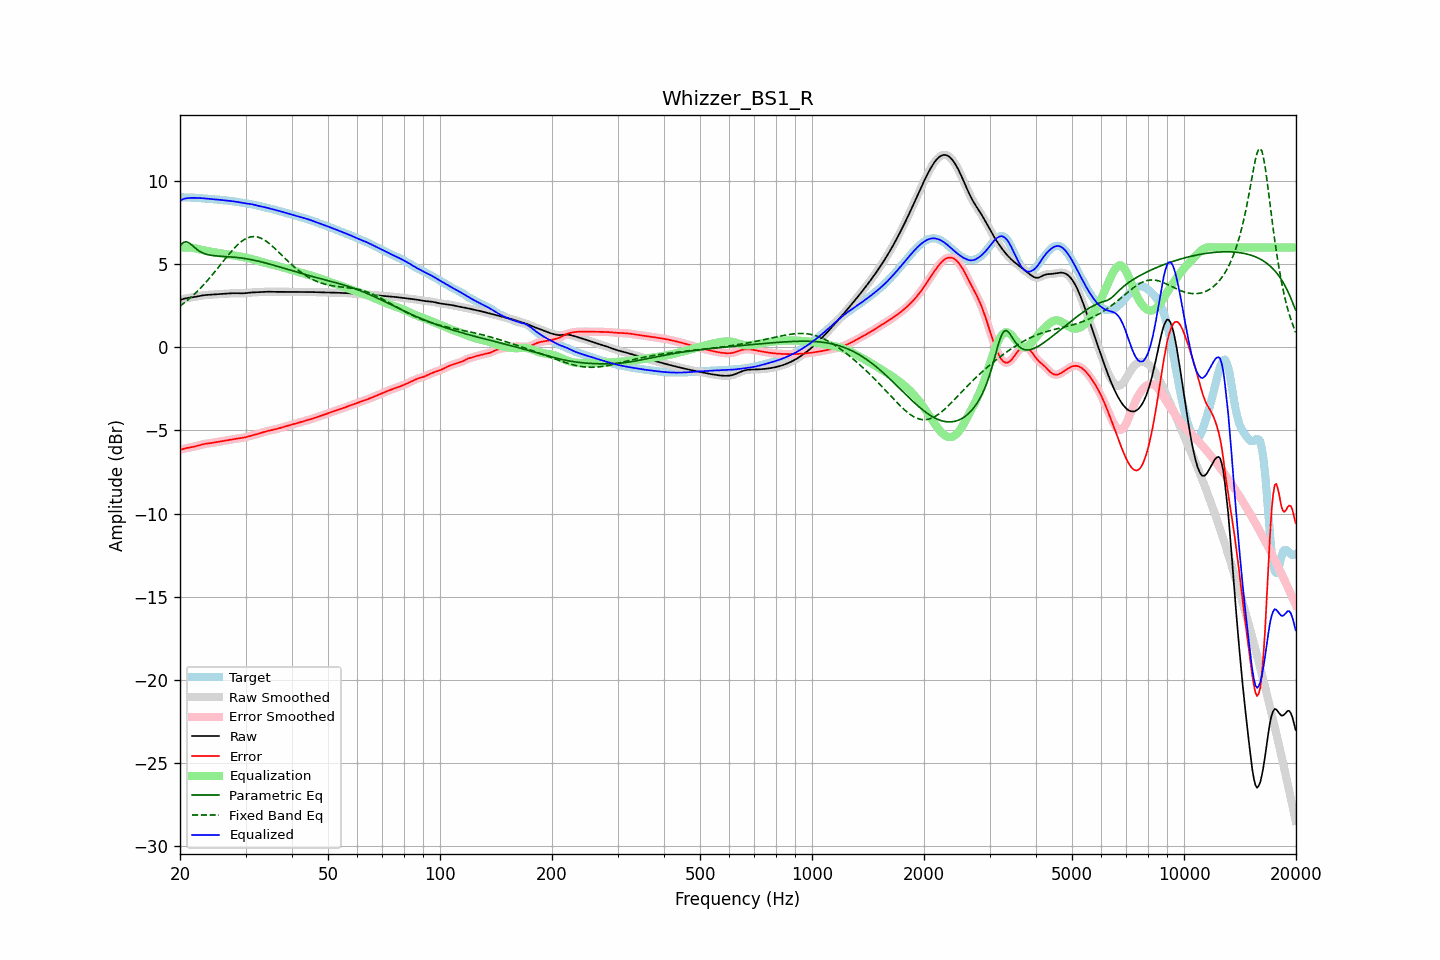 Whizzer_BS1_R
Amplitude (dBr)
10
5
0
−5
−10
−15
−20
−25
−30
Target
Raw Smoothed
Error Smoothed
Raw
Error
Equalization
Parametric Eq
Fixed Band Eq
Equalized
20
50
100
200
500
1000
2000
5000
10000
20000
Frequency (Hz)